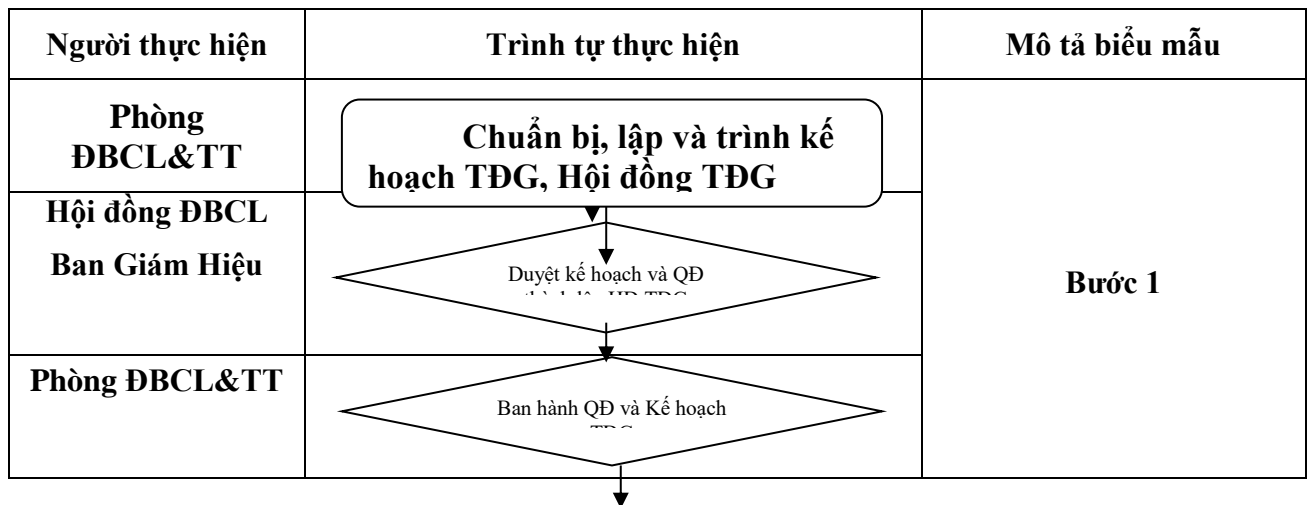 Người thực hiện
Trình tự thực hiện
Mô tả biểu mẫu
Phòng
ĐBCL&TT
Chuẩn bị, lập và trình kế
hoạch TĐG, Hội đồng TĐG
Bước 1
Hội đồng ĐBCL
Ban Giám Hiệu
Duyệt kế hoạch và QĐ
Phòng ĐBCL&TT
Ban hành QĐ và Kế hoạch